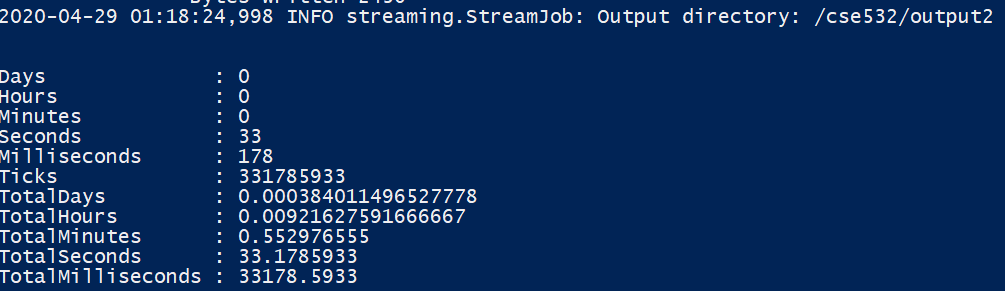 2020-04-29 01:18:24,998 INFO streaming.StreamJob: Output directory: /cse532/output2
Days : 0
Hours : 0
Minutes : 0
Seconds : 33
Milliseconds : 178
Ticks : 331785933
TotalDays : 0.000384011496527778
TotalHours : 0.00921627591666667
TotalMinutes : 0.552976555
TotalSeconds : 33.1785933
TotalMilliseconds : 33178.5933